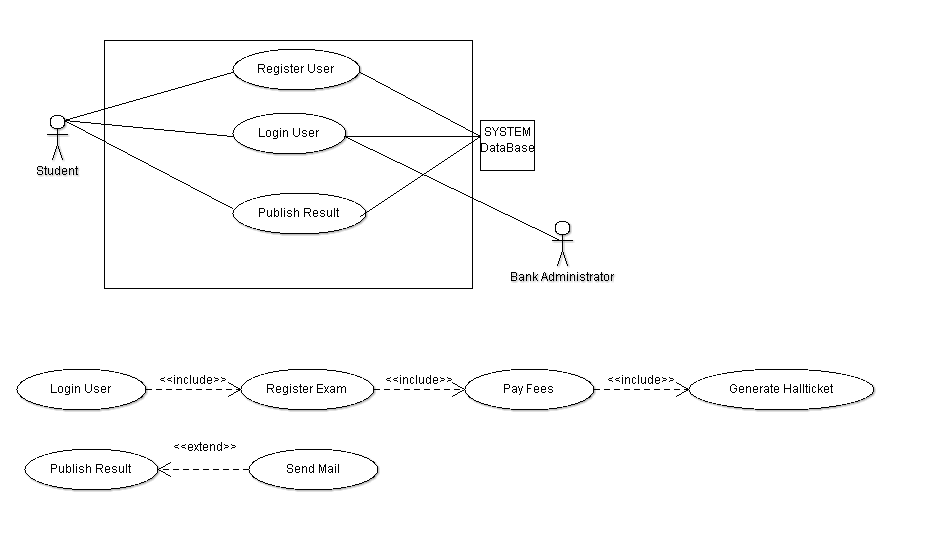 Register User
Login User
SYSTEM
DataBase
Student
Publish Result
Bank Administrator
<<include>>
<<include>>
<<include>>
Login User
Register Exam
Pay Fees
Generate Hallticket
<<extend>>
Publish Result
Send Mail